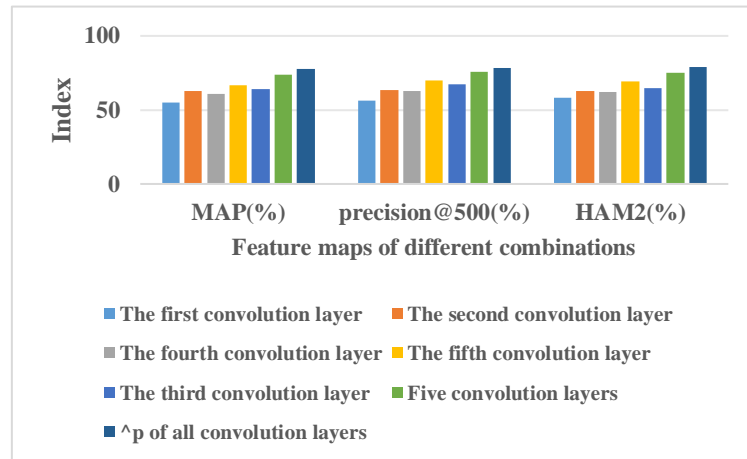 100
50
0
Index
MAP(%) precision@500(%) HAM2(%)
Feature maps of different combinations
The first convolution layer The second convolution layer
The fourth convolution layer The fifth convolution layer
The third convolution layer Five convolution layers
^p of all convolution layers